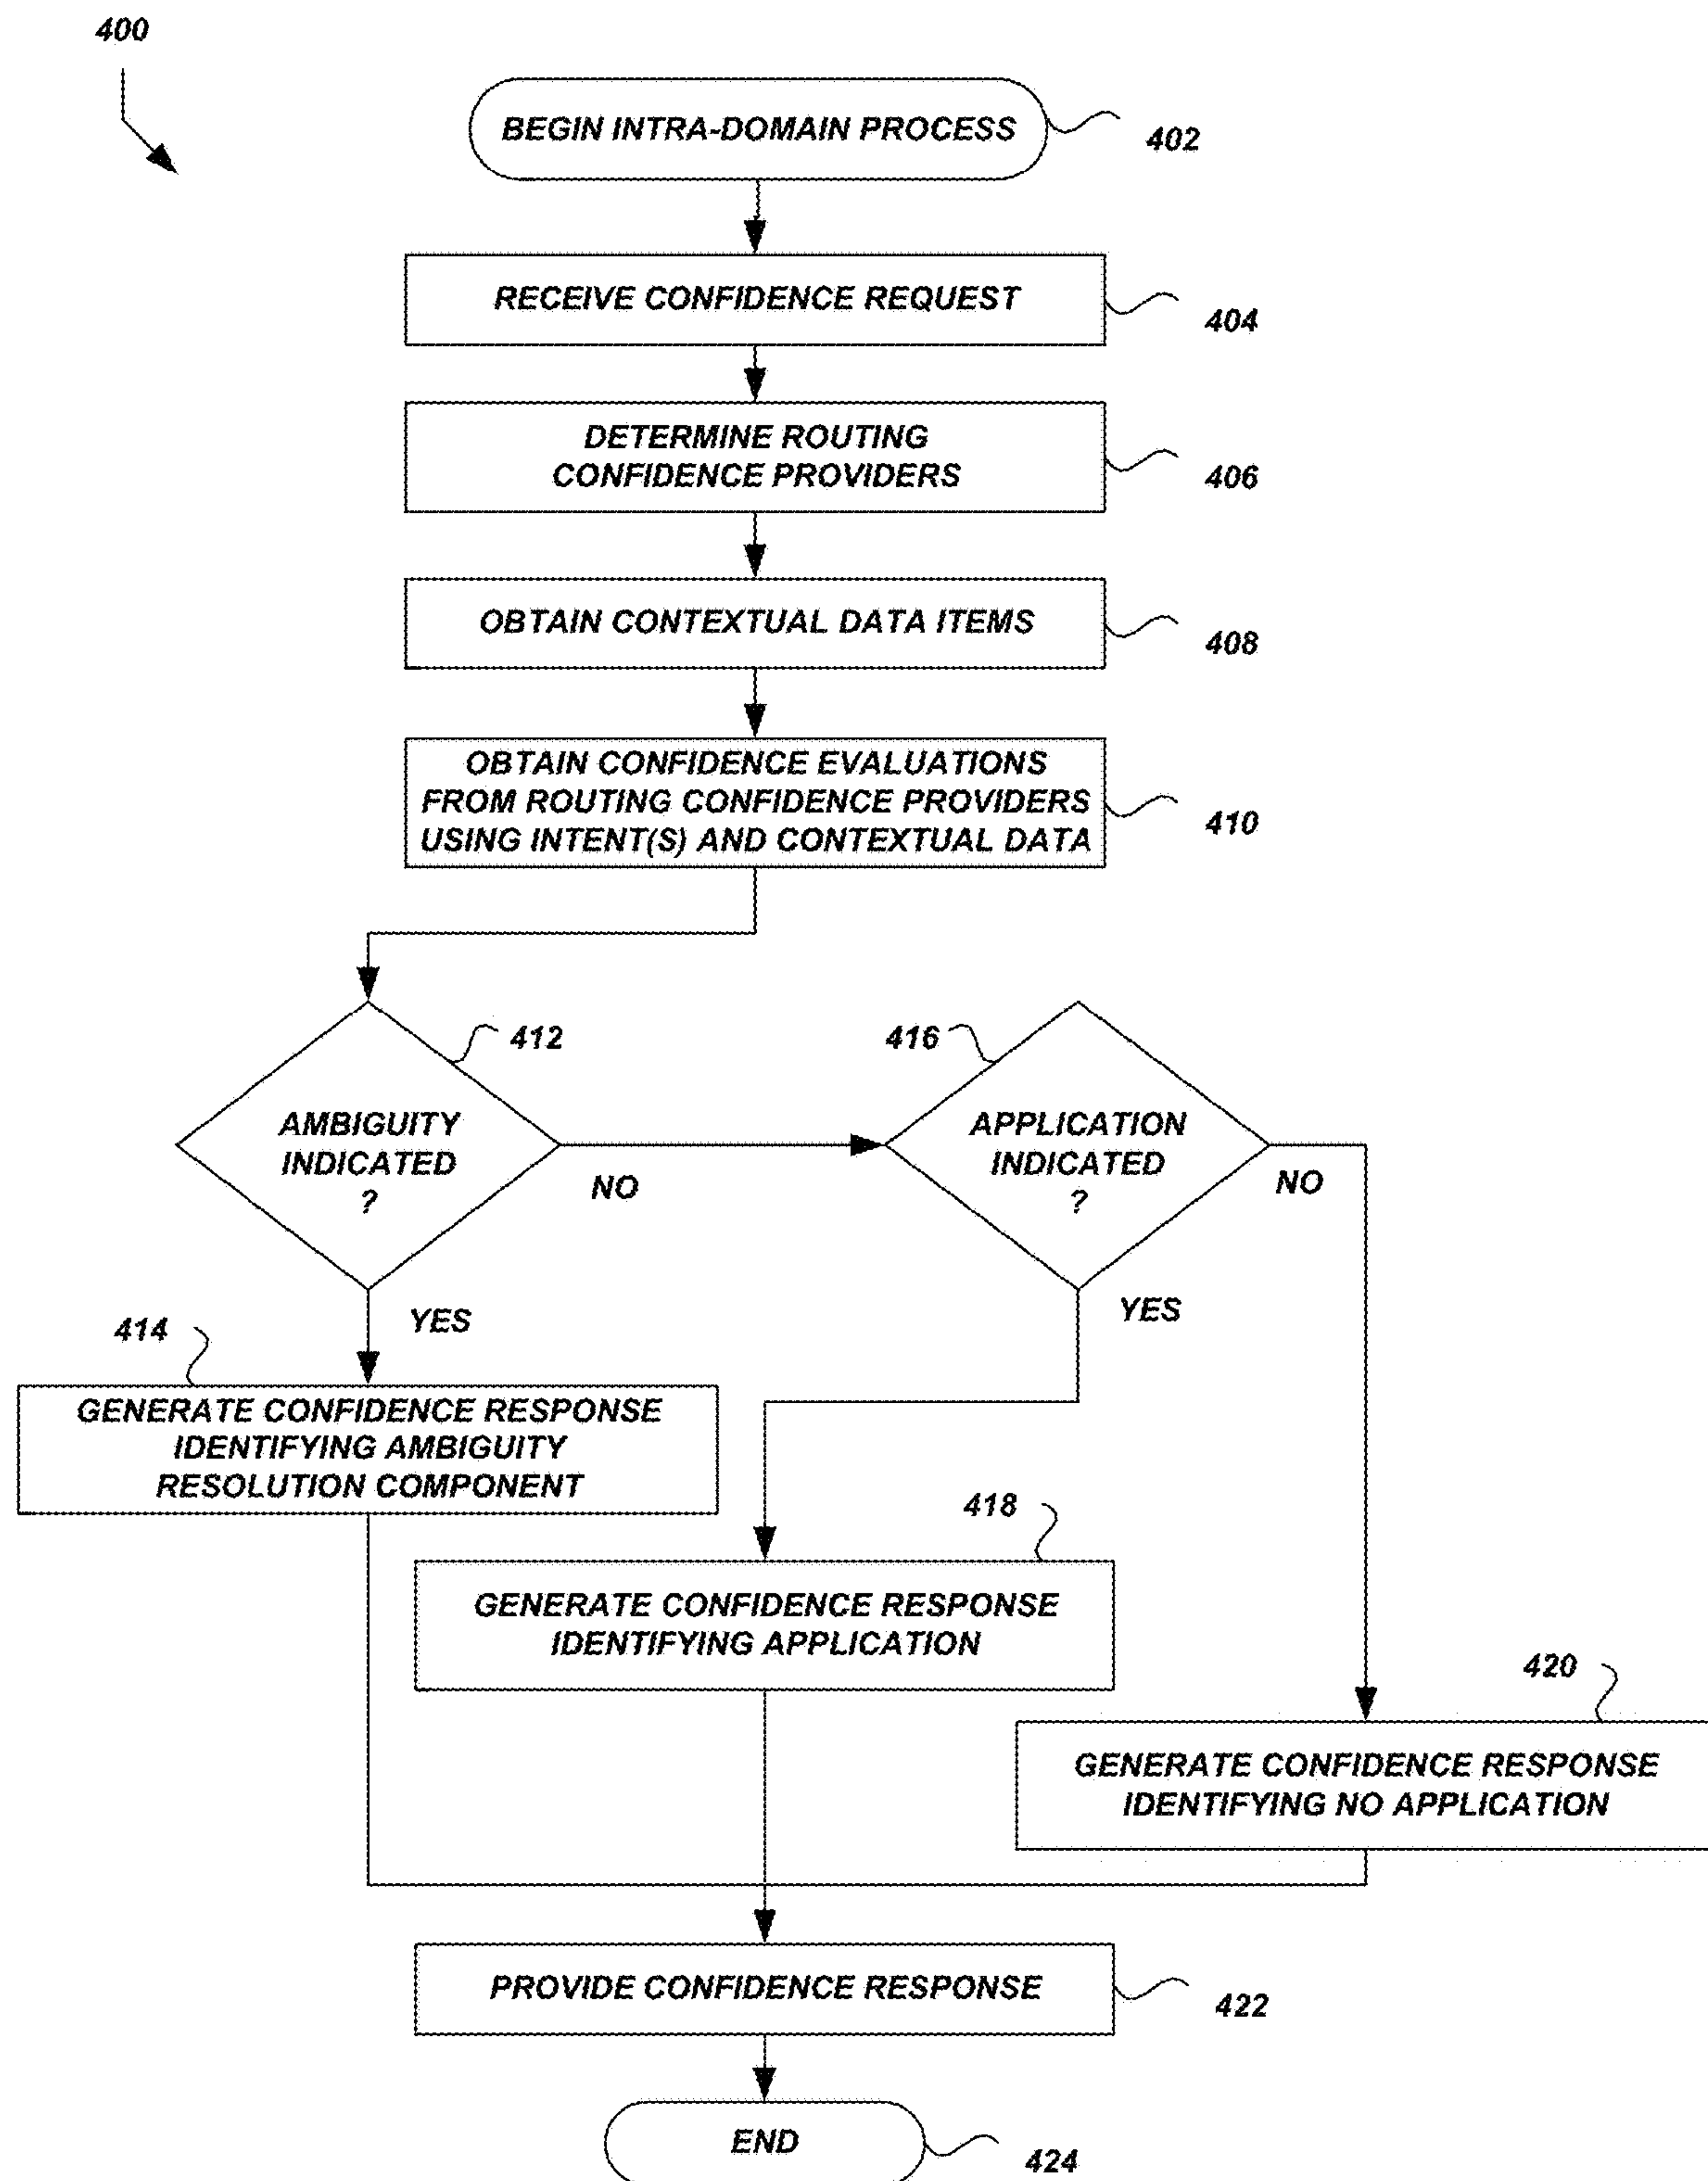 400
BEGIN INTRA-DOMAIN PROCESS
402
RECEIVE CONFIDENCE REQUEST
404
DETERMINE ROUTING
CONFIDENCE PROVIDERS
406
OBTAIN CONTEXTUAL DATA ITEMS
408
OBTAIN CONFIDENCE EVALUATIONS
FROM ROUTING CONFIDENCE PROVIDERS
USING INTENT(S) AND CONTEXTUAL DATA
410
412
AMBIGUITY
INDICATED
?
NO
YES
416
APPLICATION
INDICATED
?
NO
YES
414
GENERATE CONFIDENCE RESPONSE
IDENTIFYING AMBIGUITY
RESOLUTION COMPONENT
418
GENERATE CONFIDENCE RESPONSE
IDENTIFYING APPLICATION
420
GENERATE CONFIDENCE RESPONSE
IDENTIFYING NO APPLICATION
PROVIDE CONFIDENCE RESPONSE
422
END
424